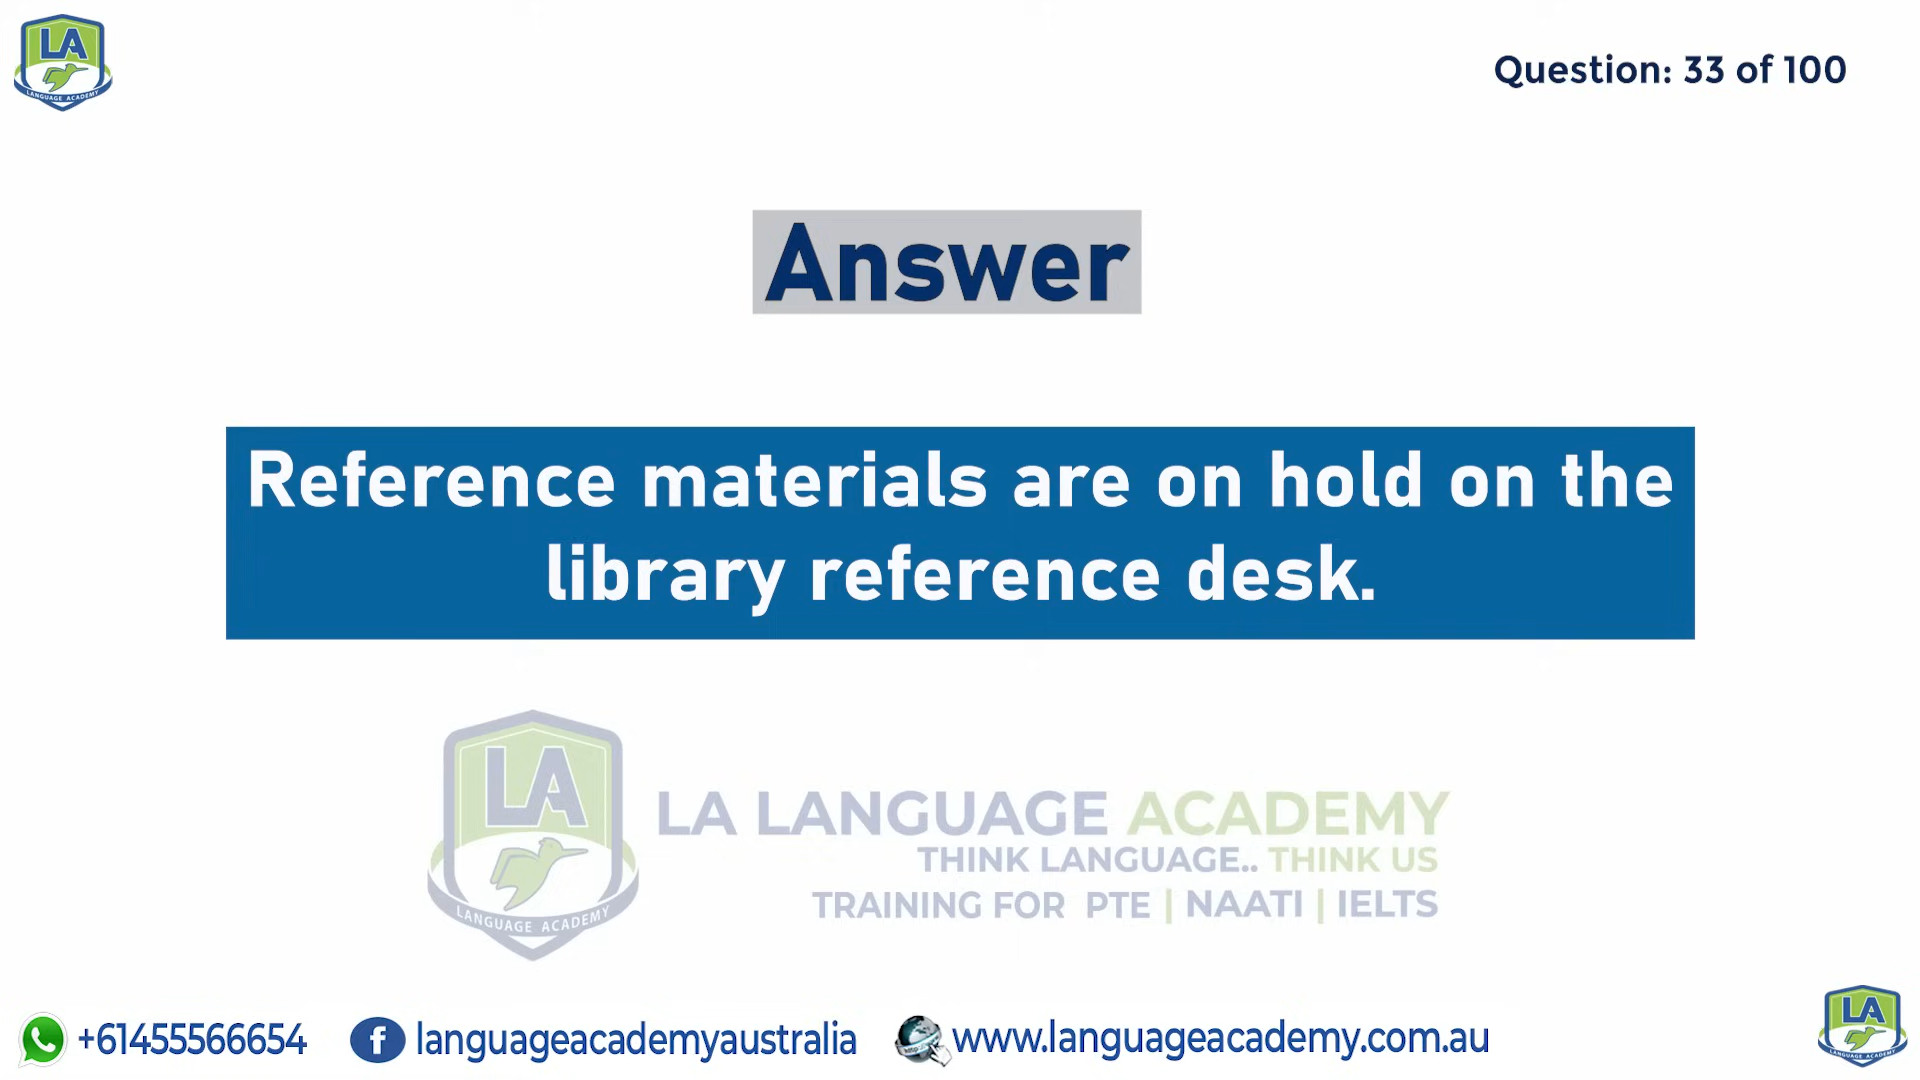 LA
LANGUAGE ACADEMY
Question: 33 of 100
Answer
Reference materials are on hold on the
library reference desk.
LA
LANGUAGE ACADEMY
LA LANGUAGE ACADEMY
THINK LANGUAGE.. THINK US
TRAINING FOR PTE | NAATI | IELTS
+61455566654
languageacademyaustralia
www.languageacademy.com.au
LA
LANGUAGE ACADEMY